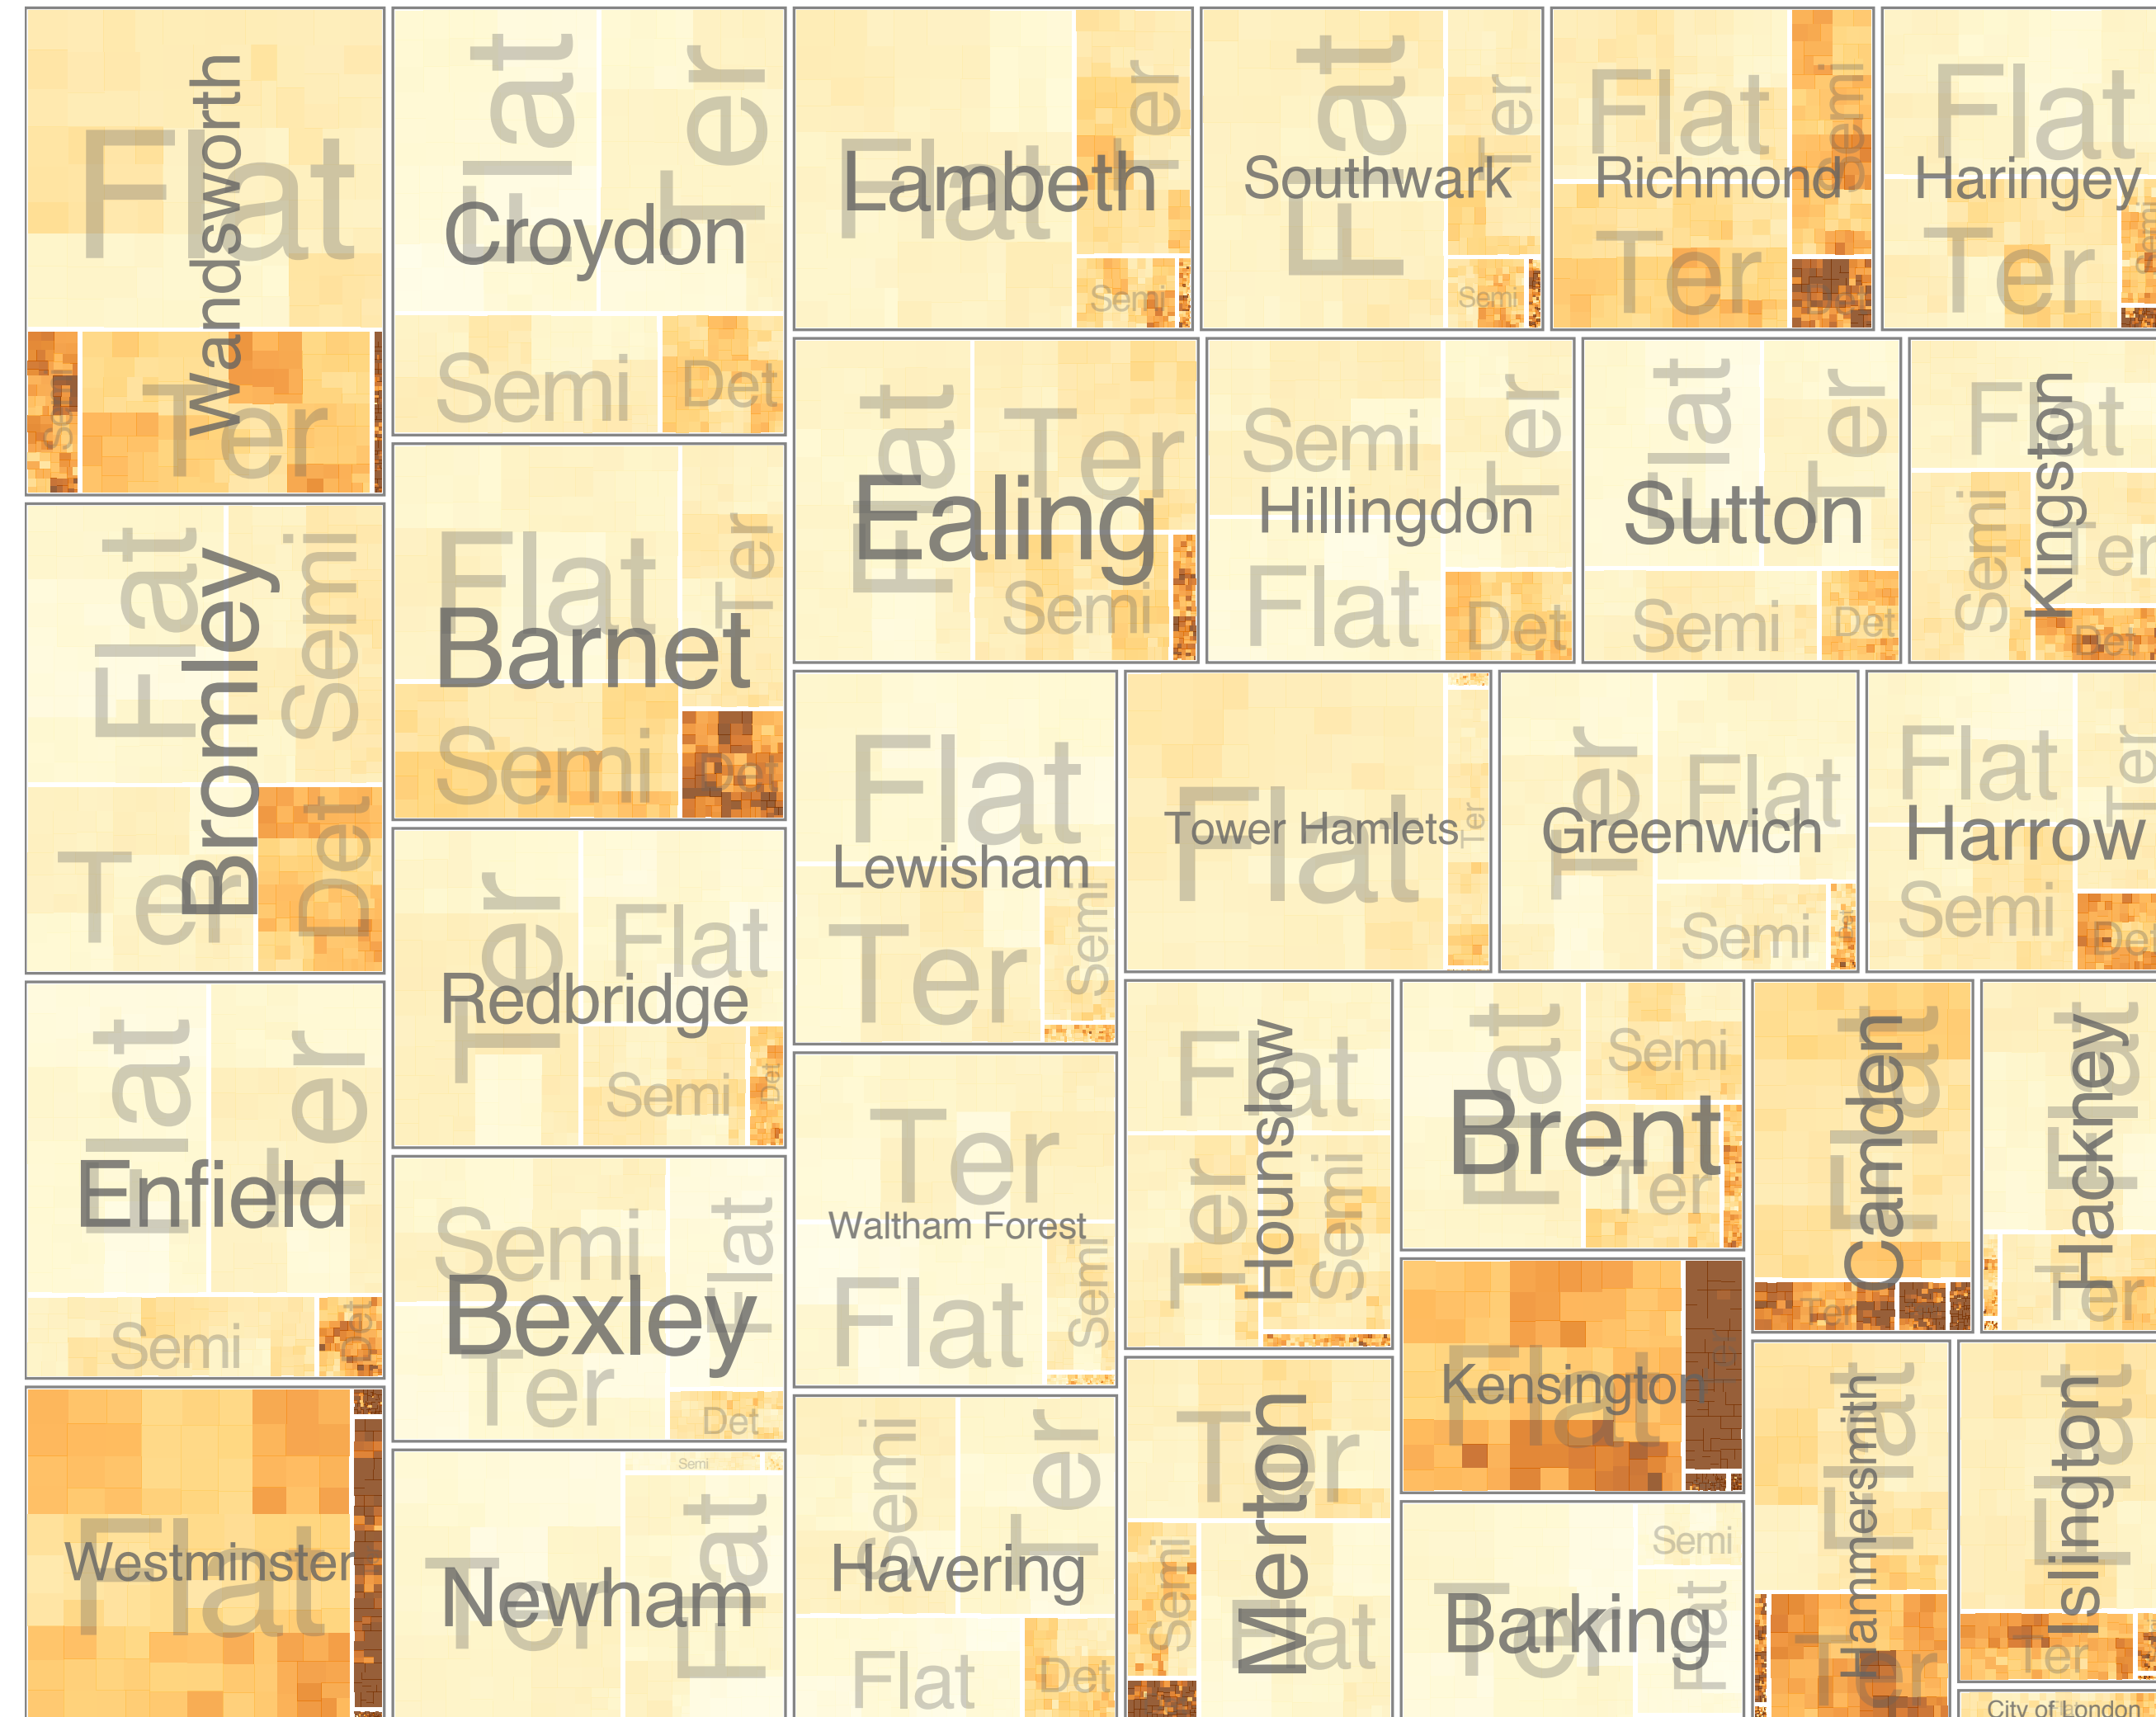 Wandsworth
Flat
Semi
Ter
Croydon
Flat
Ter
Semi
Det
Lambeth
Flat
Ter
Semi
Southwark
Flat
Ter
Semi
Richmond
Flat
Semi
Ter
Haringey
Flat
Ter
Semi
Bromley
Flat
Semi
Ter
Det
Barnet
Flat
Ter
Semi
Det
Ealing
Flat
Ter
Semi
Hillingdon
Semi
Ter
Flat
Det
Sutton
Flat
Ter
Semi
Det
Kingston
Flat
Semi
Ter
Det
Redbridge
Ter
Flat
Semi
Det
Lewisham
Flat
Ter
Semi
Tower Hamlets
Flat
Ter
Greenwich
Ter
Flat
Semi
Harrow
Flat
Ter
Semi
Det
Enfield
Flat
Ter
Semi
Det
Bexley
Semi
Flat
Ter
Det
Waltham Forest
Ter
Flat
Semi
Hounslow
Flat
Ter
Semi
Brent
Flat
Semi
Ter
Camden
Flat
Ter
Hackney
Flat
Ter
Westminster
Flat
Newham
Semi
Ter
Flat
Havering
Semi
Ter
Flat
Det
Merton
Ter
Semi
Flat
Kensington
Flat
Barking
Semi
Ter
Flat
Hammersmith
Flat
Ter
Islington
Flat
Ter
City of London